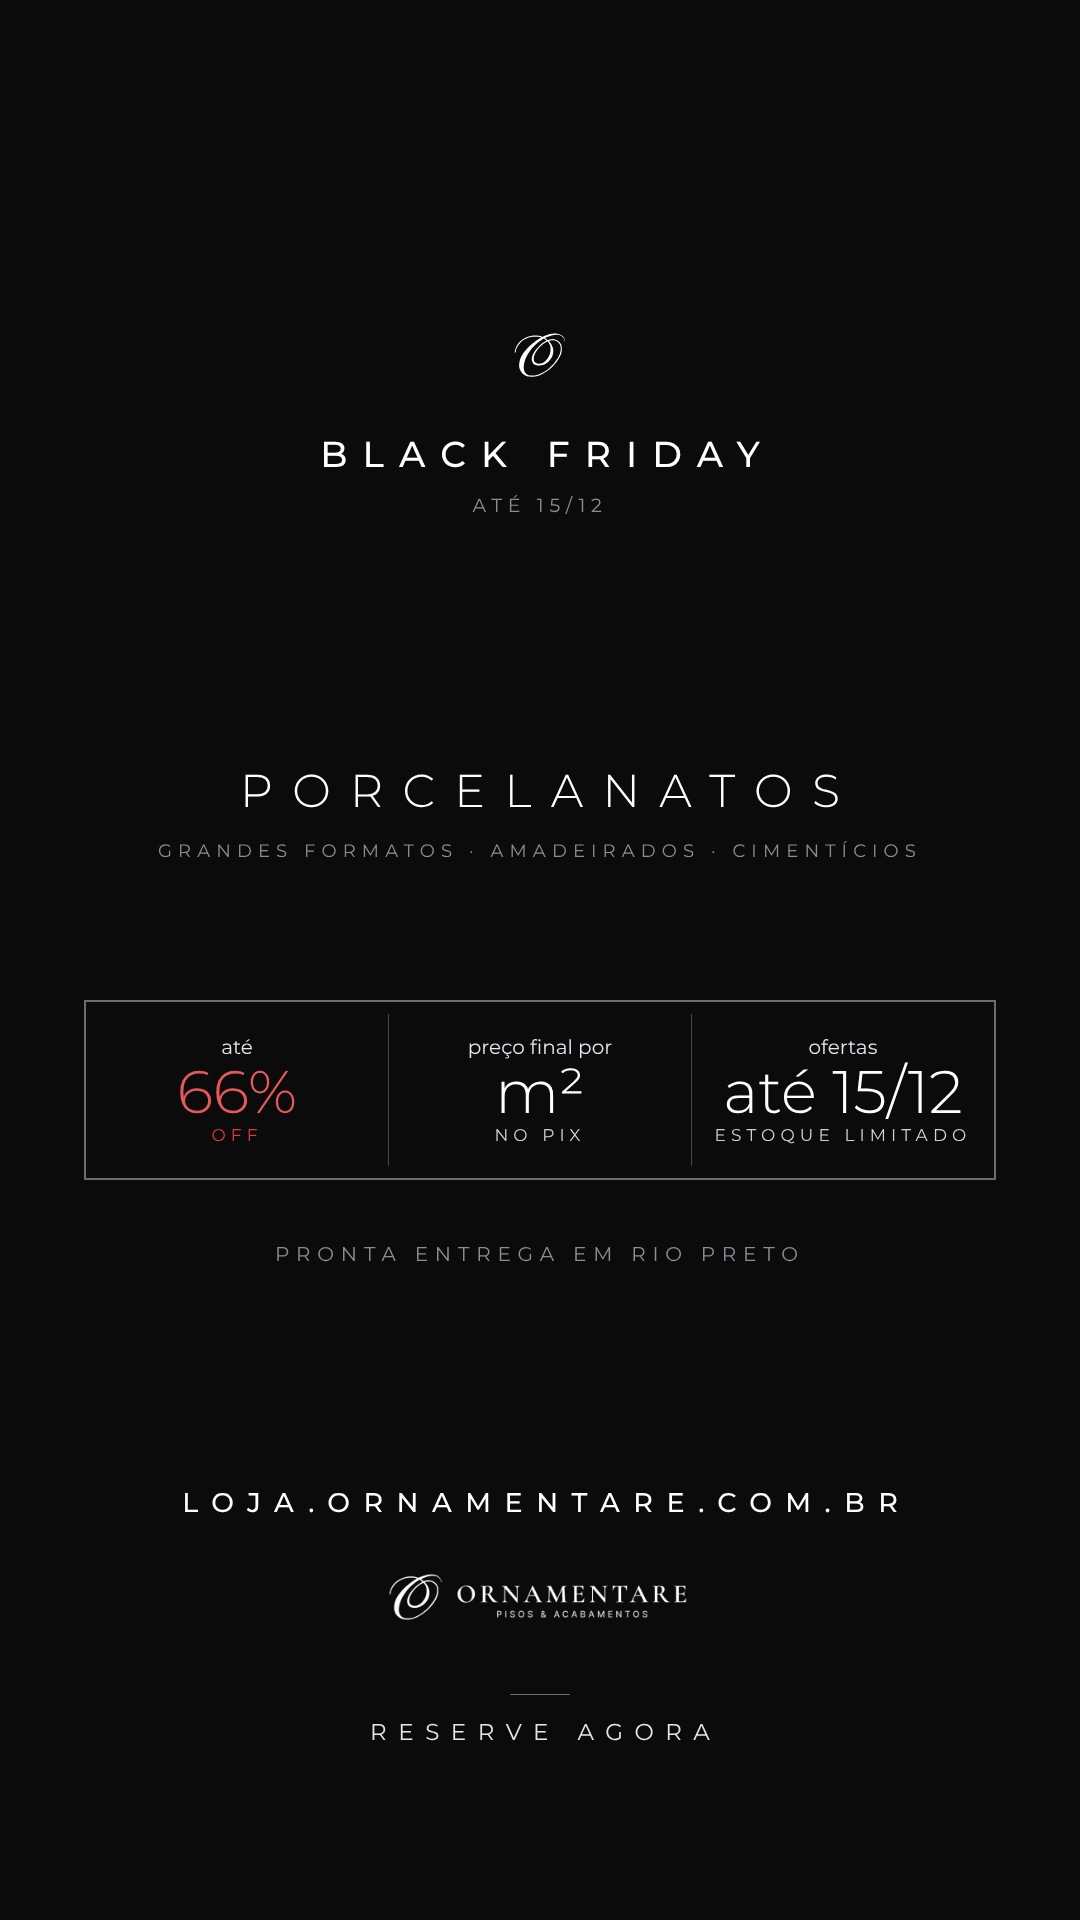 BLACK FRIDAY
ATÉ 15/12
PORCELANATOS
GRANDES FORMATOS · AMADEIRADOS · CIMENTÍCIOS
até
66%
OFF
preço final por
m²
NO PIX
ofertas
até 15/12
ESTOQUE LIMITADO
PRONTA ENTREGA EM RIO PRETO
LOJA.ORNAMENTARE.COM.BR
O ORNAMENTARE
PISOS & ACABAMENTOS
RESERVE AGORA